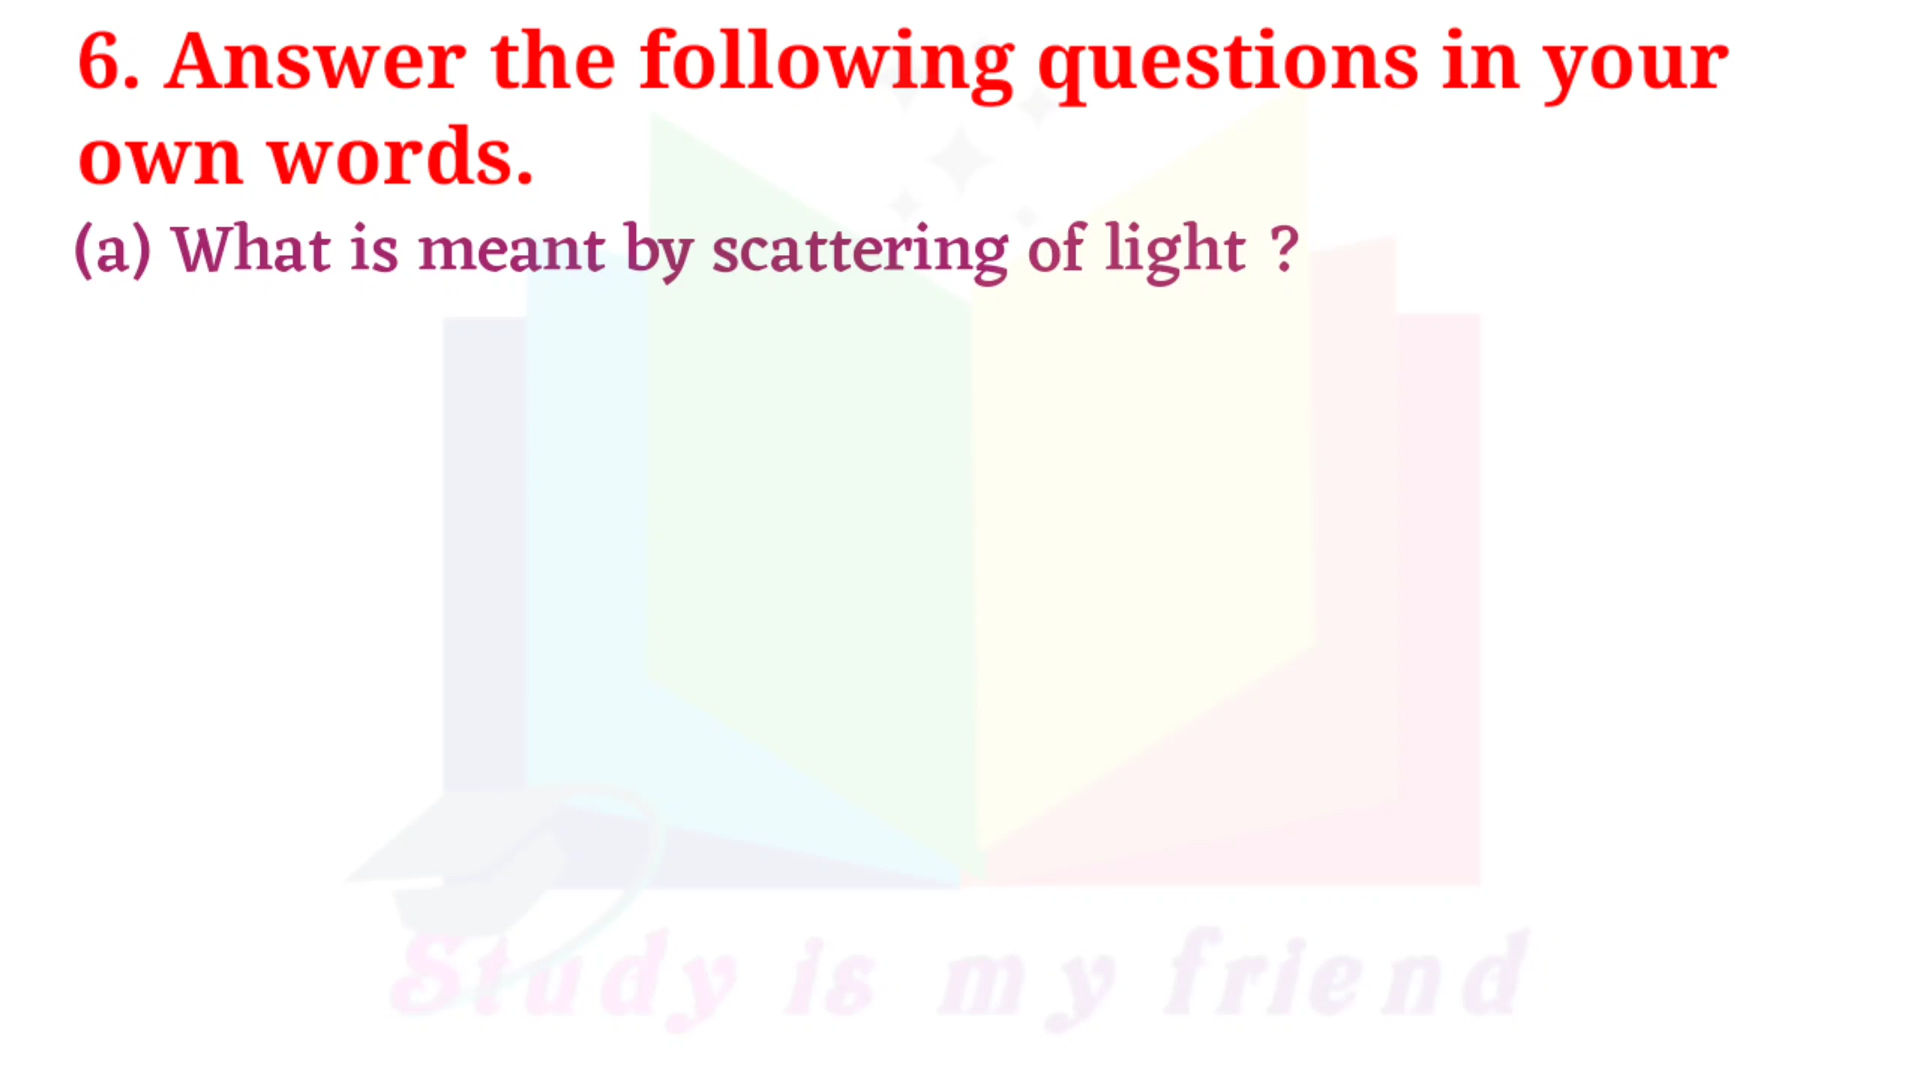 6. Answer the following questions in your
own words.
(a) What is meant by scattering of light ?
Study is my friend